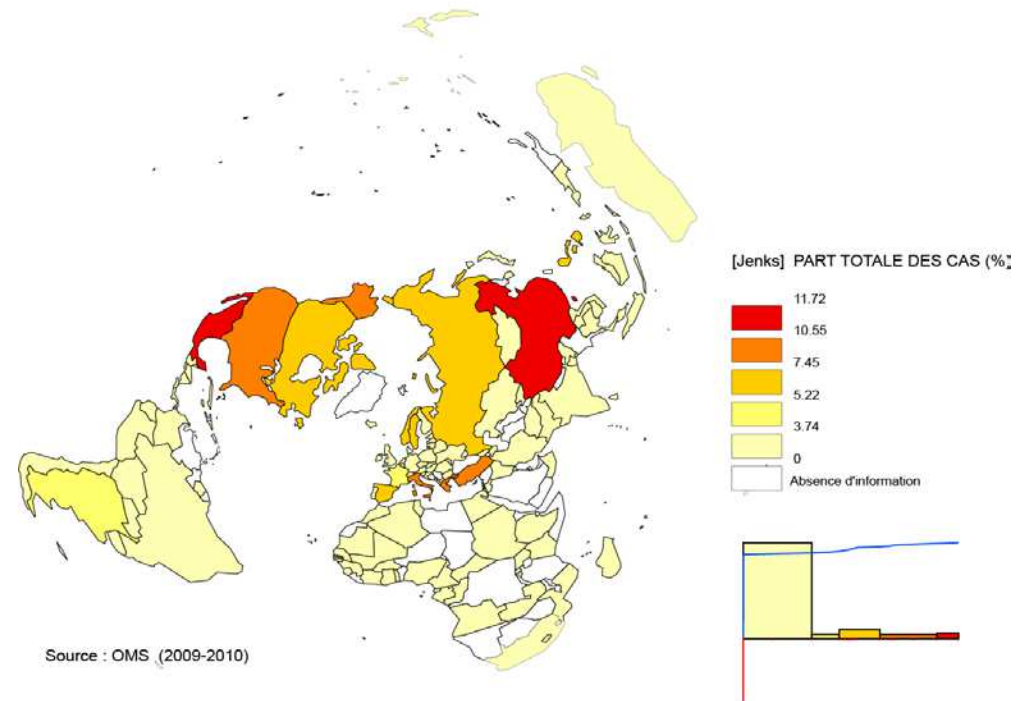 [Jenks] PART TOTALE DES CAS (%)
11.72
10.55
7.45
5.22
3.74
0
Absence d'information
Source : OMS (2009-2010)